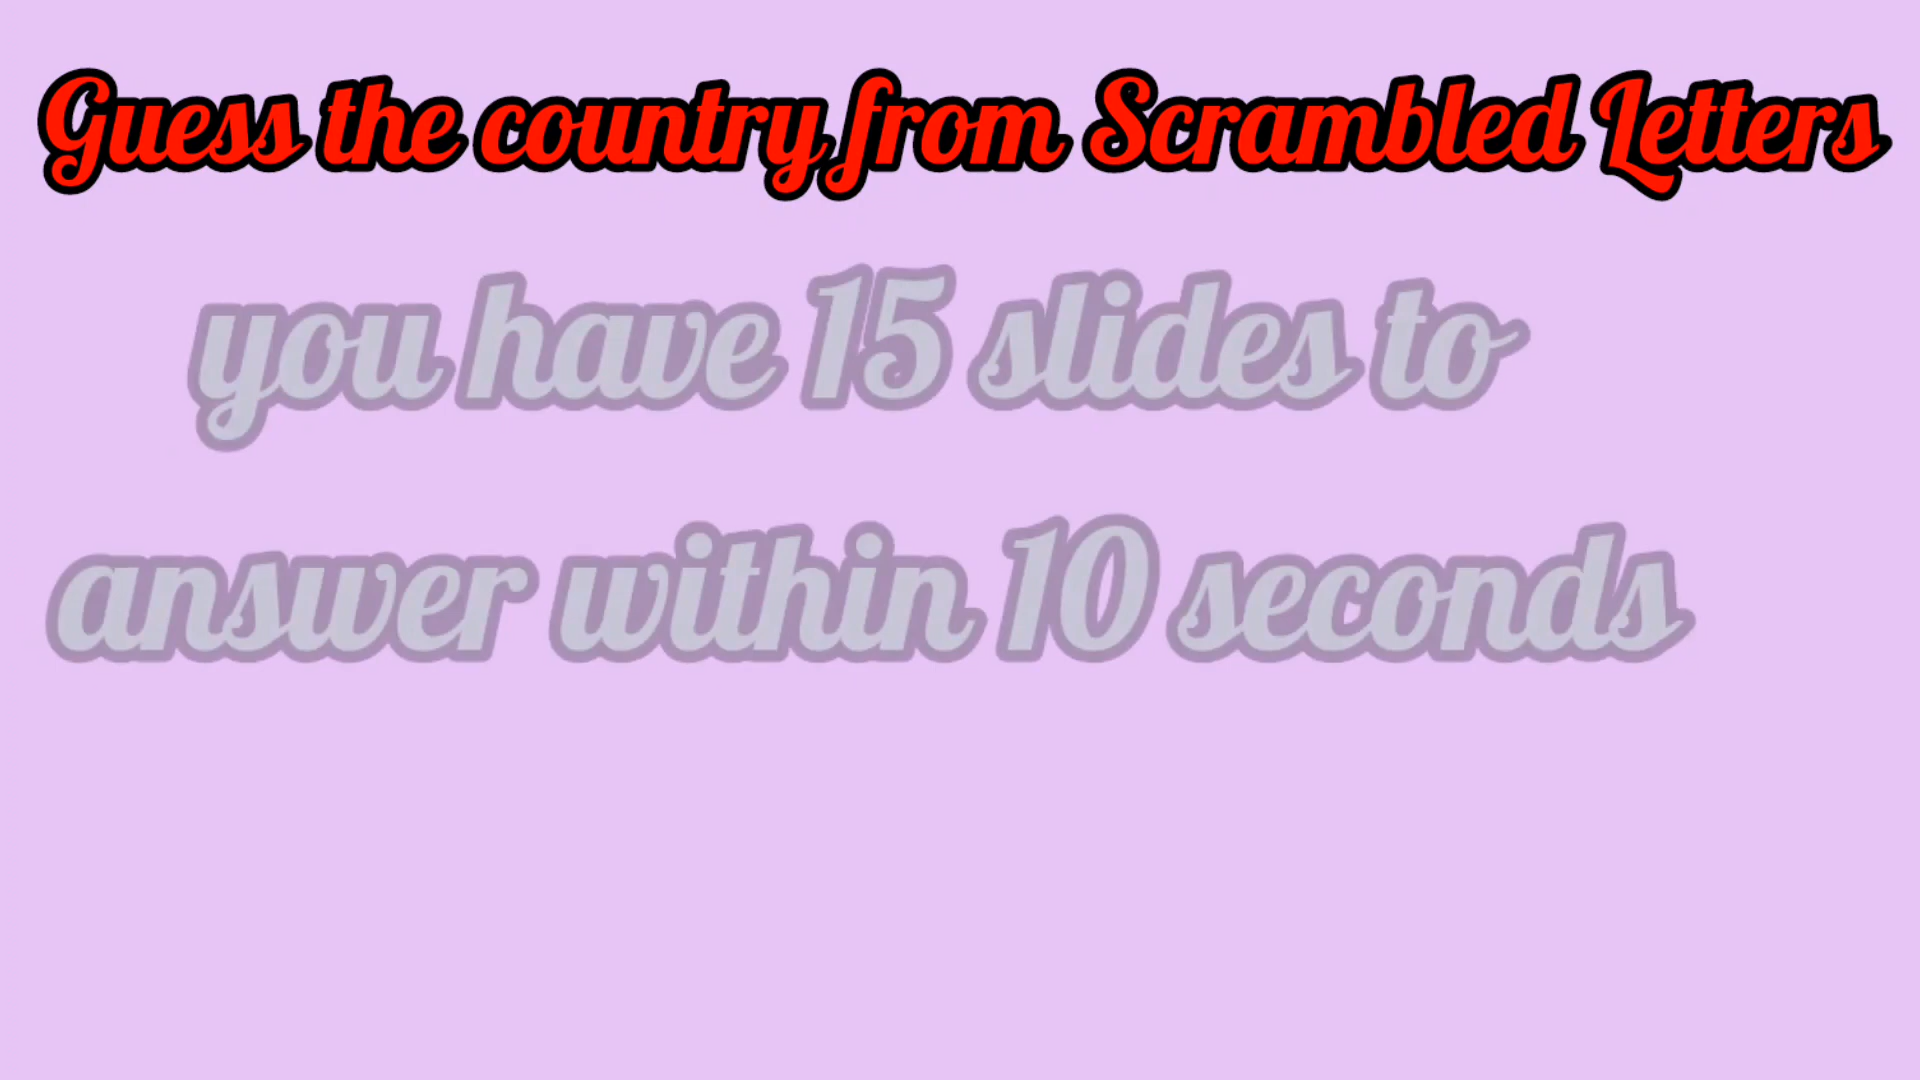 Guess the country from Scrambled Letters
you have 15 slides to
answer within 10 seconds